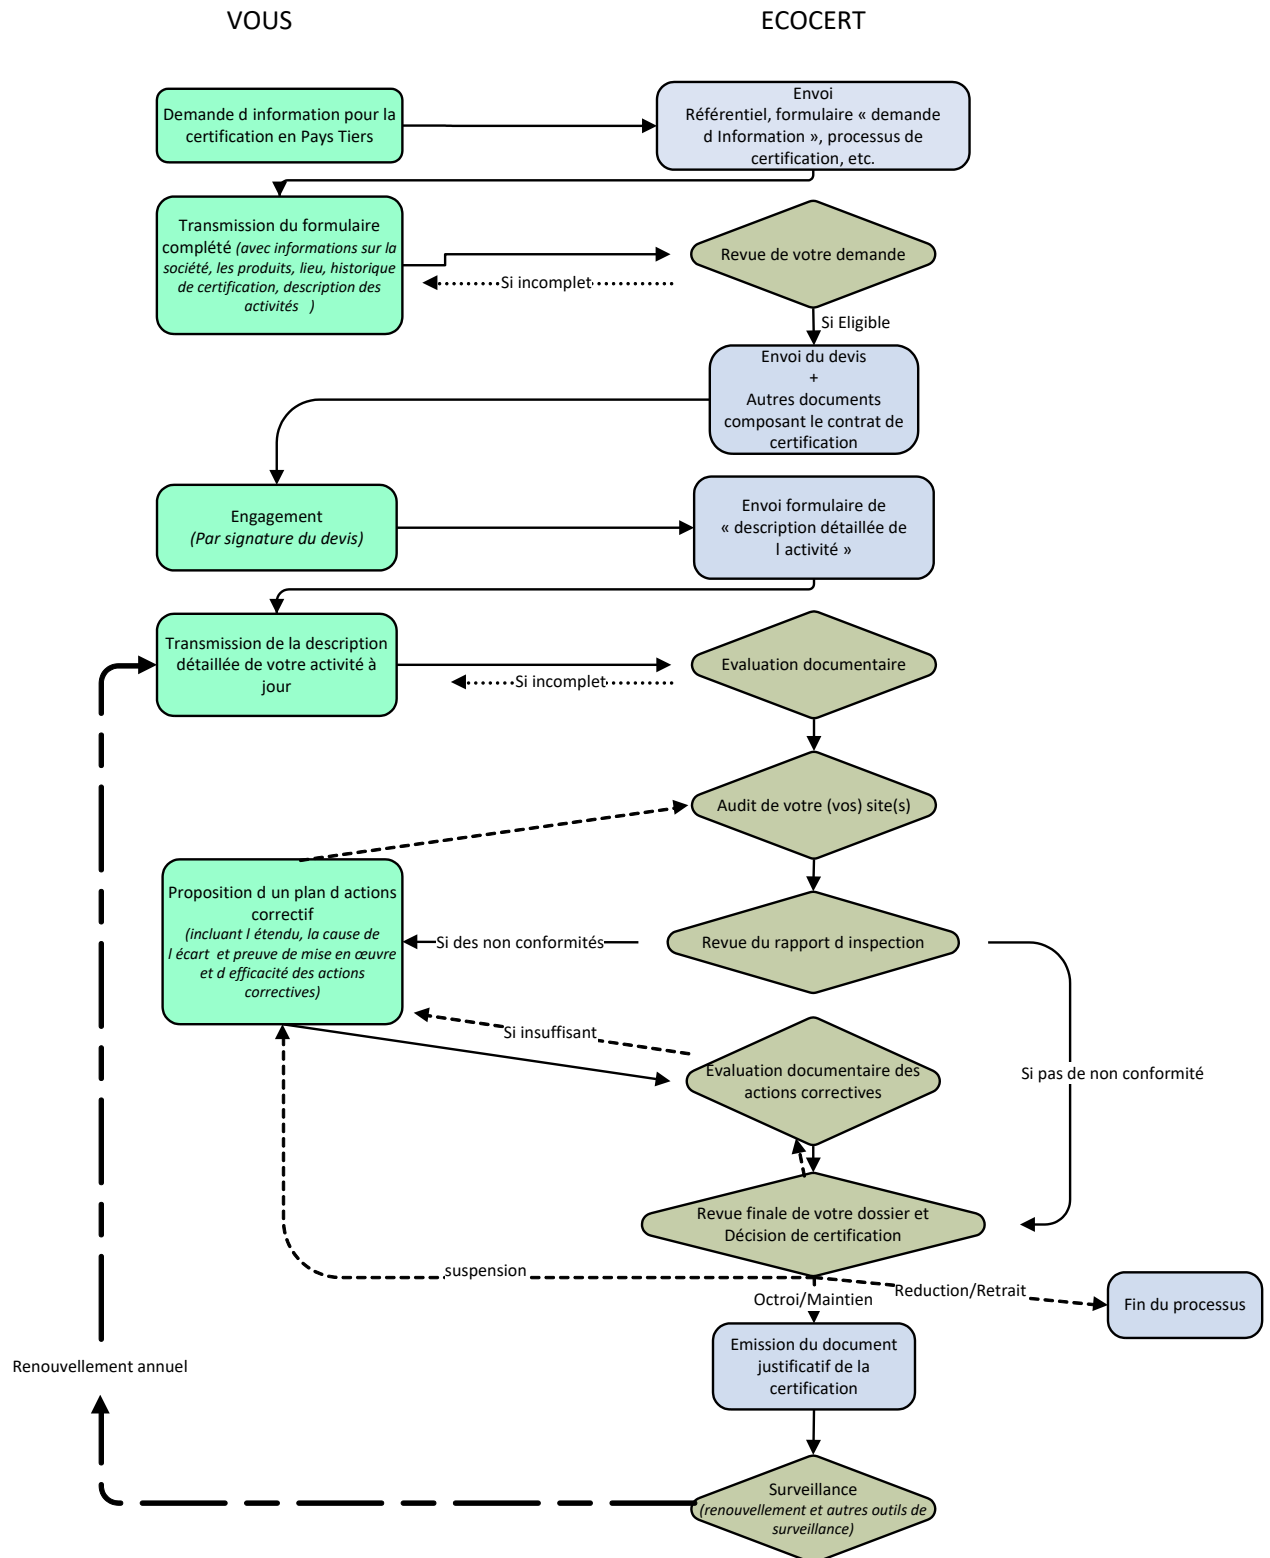 VOUS
ECOCERT
Demande d information pour la
certification en Pays Tiers
Envoi
Référentiel, formulaire « demande
d Information », processus de
certification, etc.
Transmission du formulaire
complété (avec informations sur la
société, les produits, lieu, historique
de certification, description des
activités )
Revue de votre demande
Si incomplet
Si Eligible
Envoi du devis
+
Autres documents
composant le contrat de
certification
Engagement
(Par signature du devis)
Envoi formulaire de
« description détaillée de
l activité »
Transmission de la description
détaillée de votre activité à
jour
Evaluation documentaire
Si incomplet
Audit de votre (vos) site(s)
Proposition d un plan d actions
correctif
(incluant l étendu, la cause de
l écart et preuve de mise en œuvre
et d efficacité des actions
correctives)
Si des non conformités
Revue du rapport d inspection
Si insuffisant
Evaluation documentaire des
actions correctives
Si pas de non conformité
Revue finale de votre dossier et
Décision de certification
suspension
Reduction/Retrait
Octroi/Maintien
Fin du processus
Emission du document
justificatif de la
certification
Renouvellement annuel
Surveillance
(renouvellement et autres outils de
surveillance)